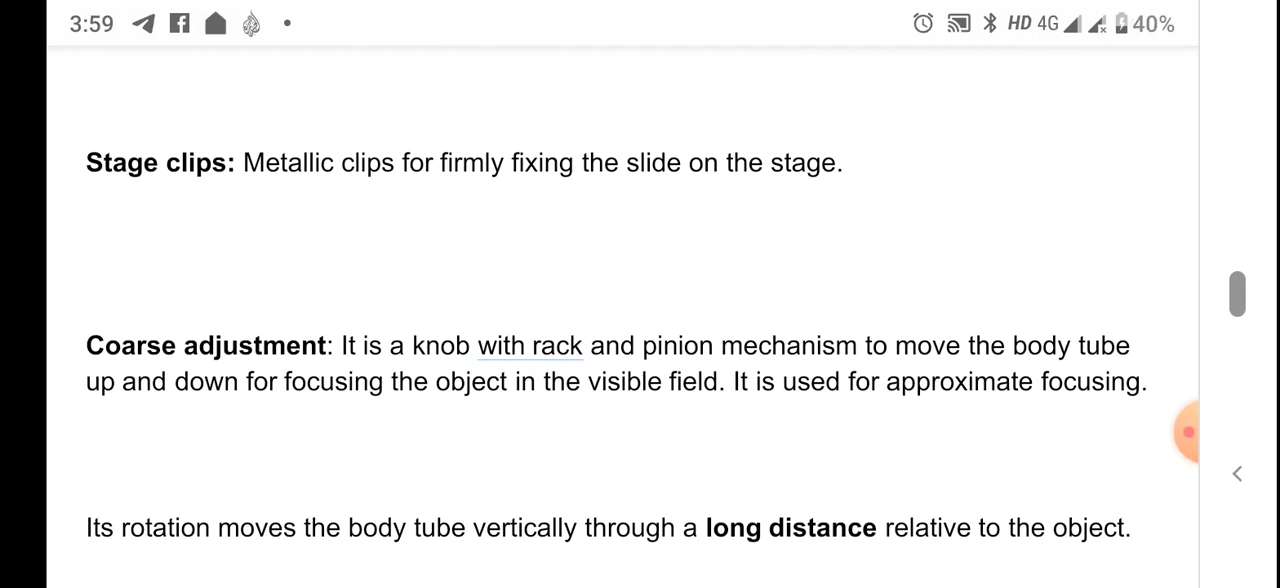 3:59 HD 4G 40%
Stage clips: Metallic clips for firmly fixing the slide on the stage.
Coarse adjustment: It is a knob with rack and pinion mechanism to move the body tube
up and down for focusing the object in the visible field. It is used for approximate focusing.
Its rotation moves the body tube vertically through a long distance relative to the object.